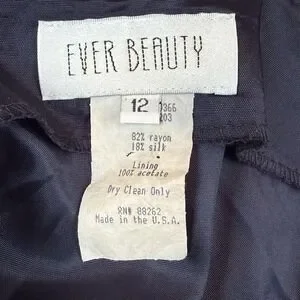 EVER BEAUTY
12
366
203
82% rayon
18% silk
Lining
100% acetate
Dry Clean Only
RN# 88262
Made in the U.S.A.